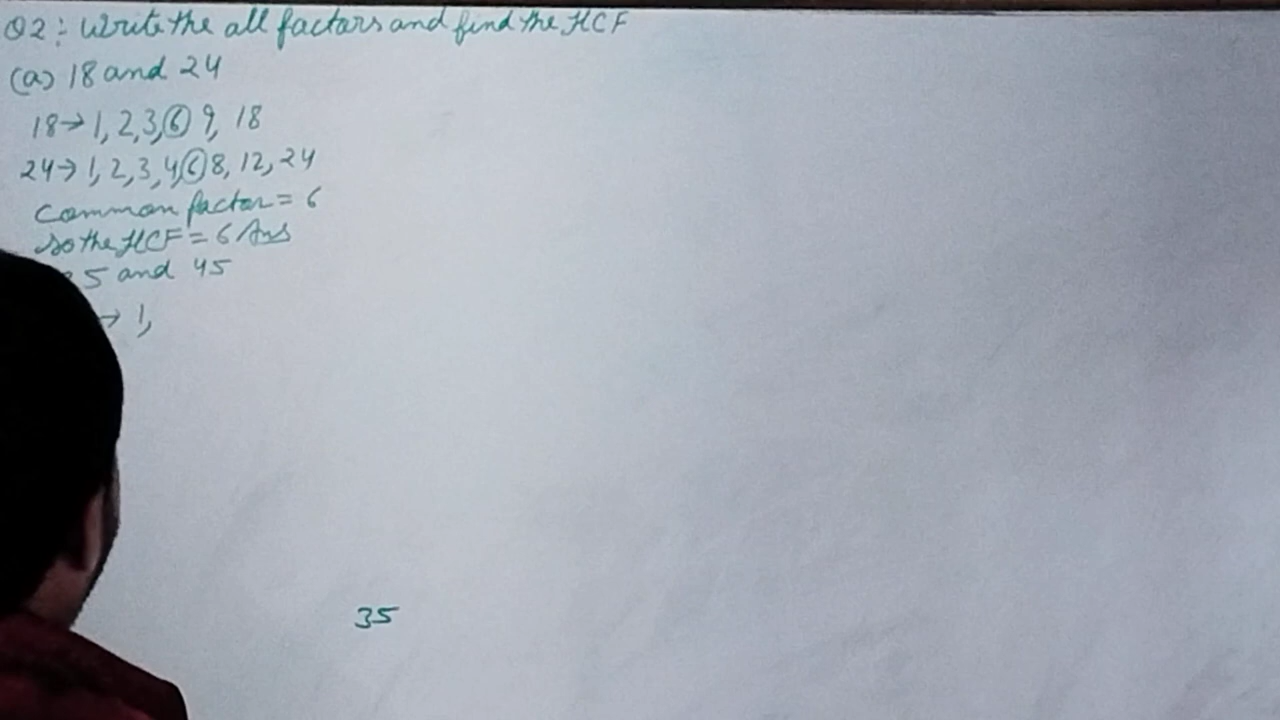 Q2: Write the all factors and find the HCF
(a) 18 and 24
18→ 1, 2, 3, 6 9, 18
24→ 1, 2, 3, 4, 6 8, 12, 24
Common factor = 6
so the HCF = 6 Ans
5 and 45
→ 1,
35